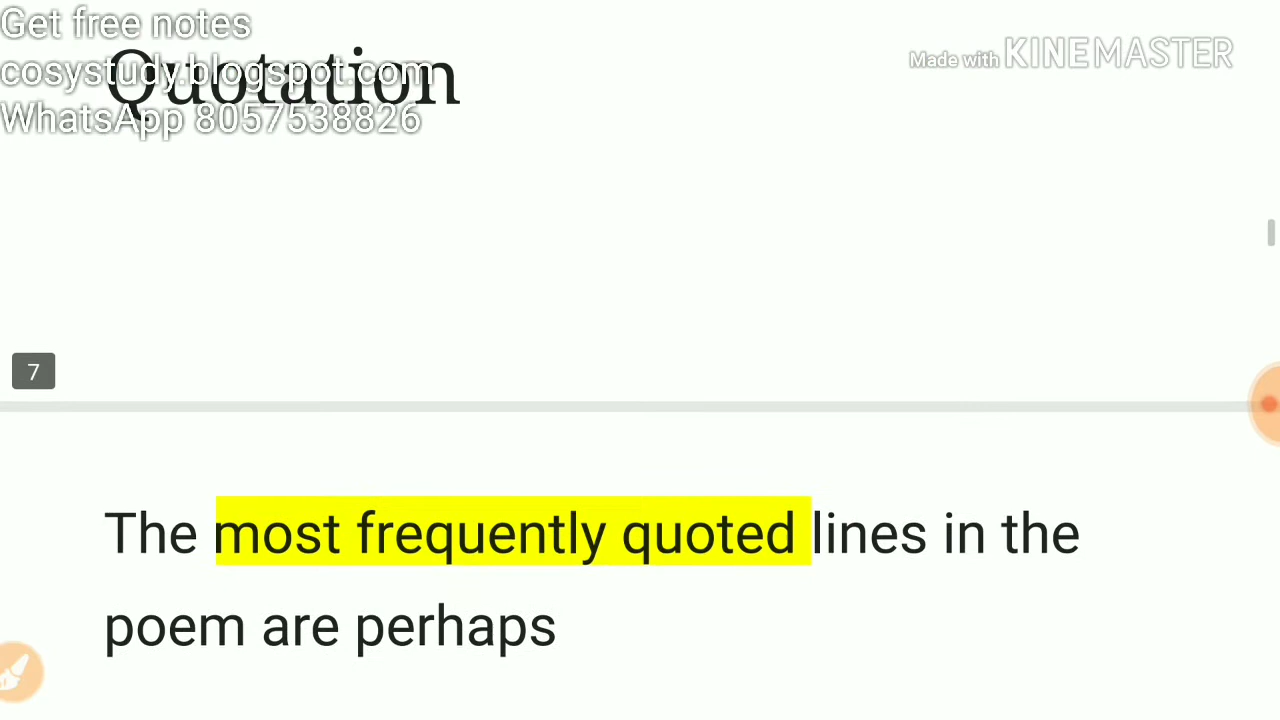 Get free notes
cosystudy.blogspot.com
WhatsApp 8057538826
Quotation
Made with KINEMASTER
7
The most frequently quoted lines in the
poem are perhaps